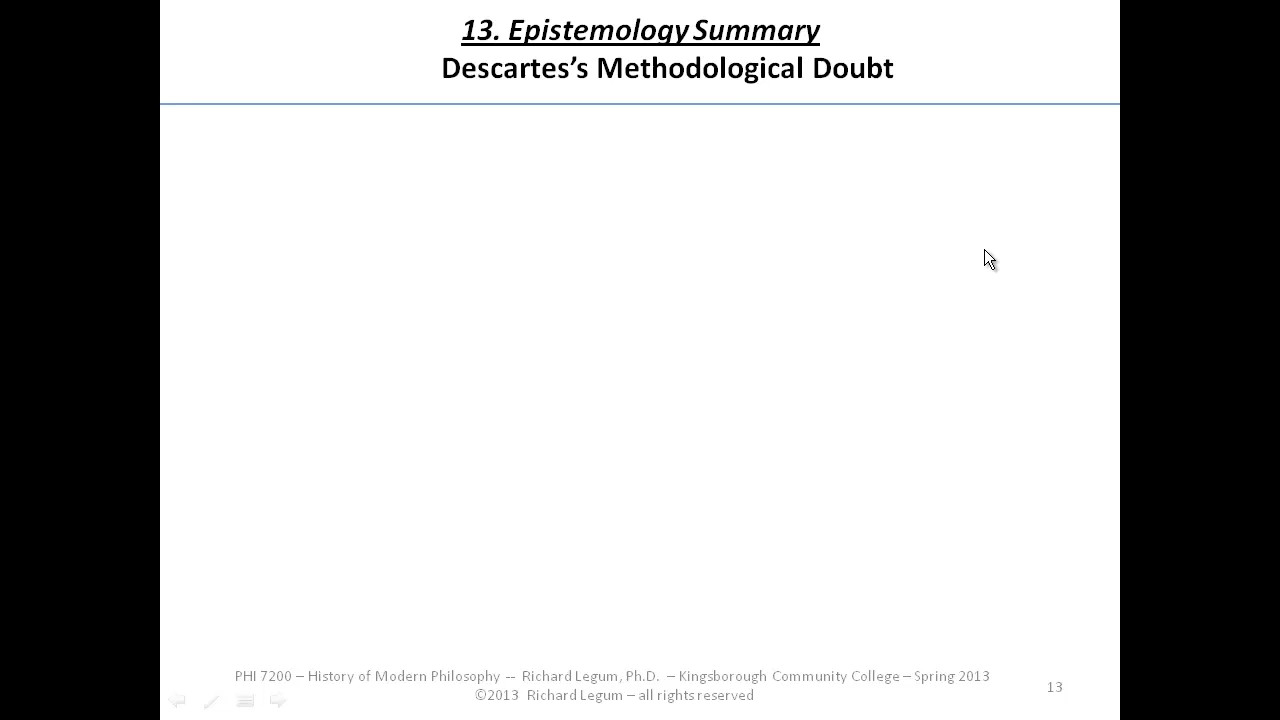 13. Epistemology Summary
Descartes’s Methodological Doubt
PHI 7200 – History of Modern Philosophy -- Richard Legum, Ph.D. – Kingsborough Community College – Spring 2013
©2013 Richard Legum – all rights reserved
13